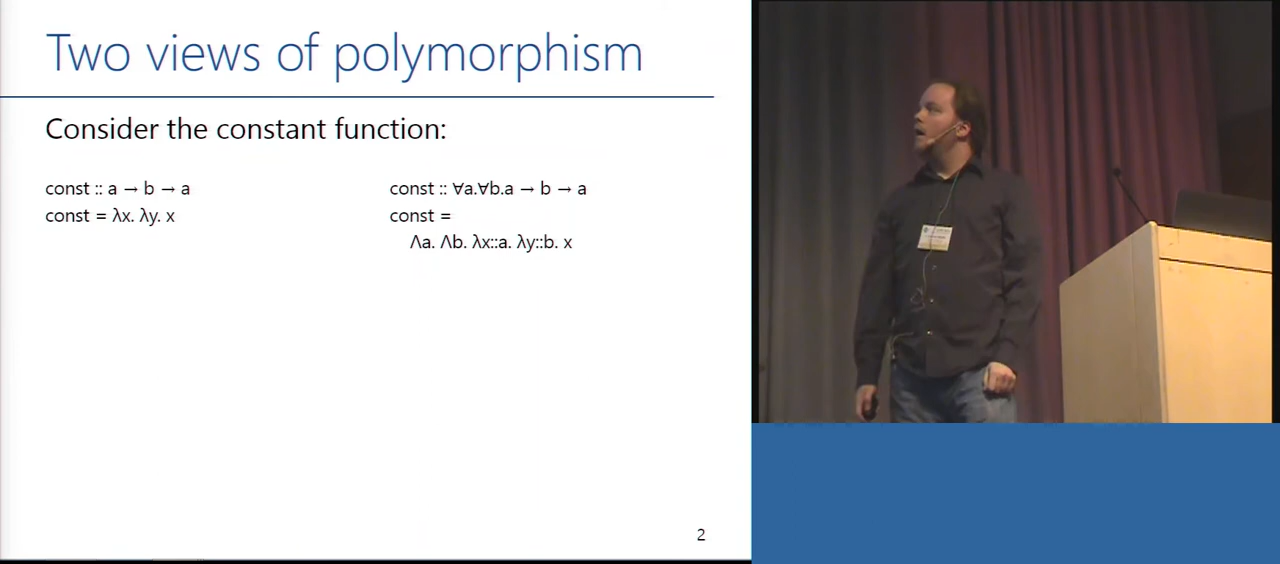 Two views of polymorphism
Consider the constant function:
const :: a → b → a
const = λx. λy. x
const :: ∀a.∀b.a → b → a
const =
Λa. Λb. λx::a. λy::b. x
2